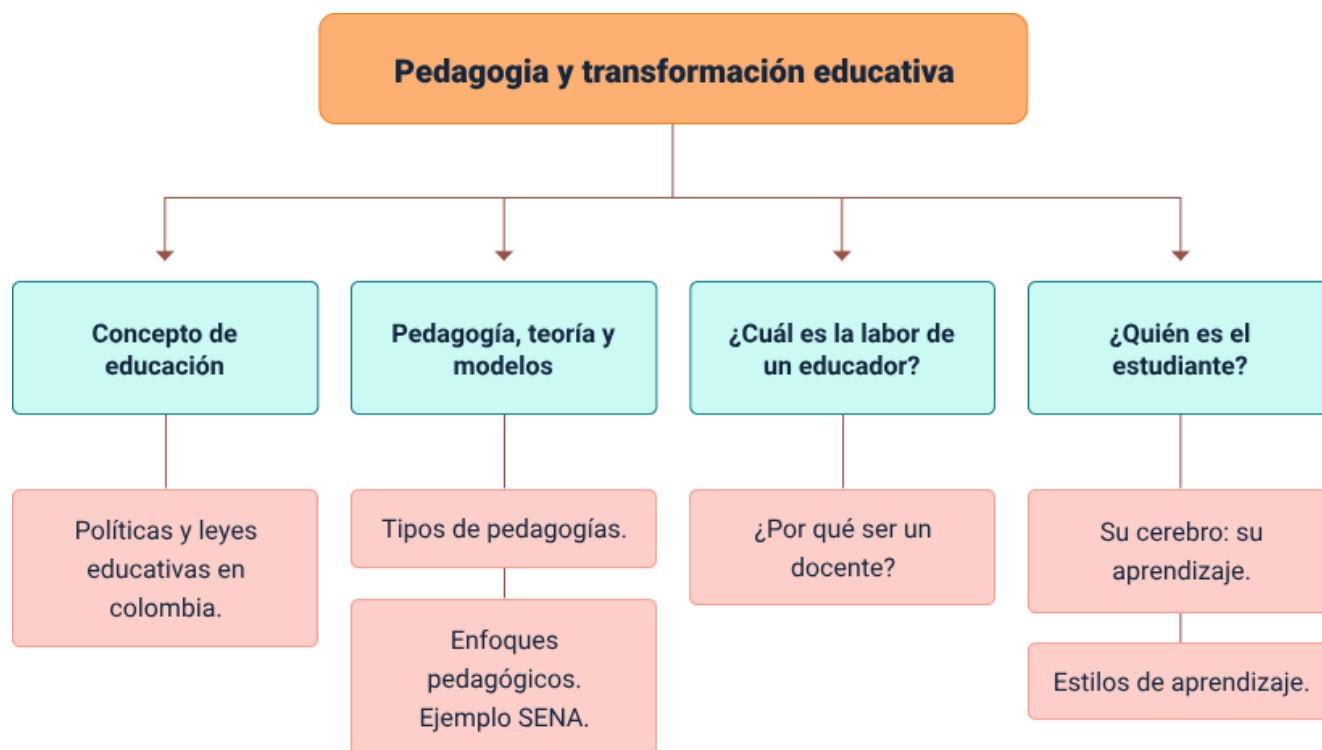 Pedagogia y transformación educativa
Concepto de
educación
Pedagogía, teoría y
modelos
¿Cuál es la labor de
un educador?
¿Quién es el
estudiante?
Políticas y leyes
educativas en
colombia.
Tipos de pedagogías.
Enfoques
pedagógicos.
Ejemplo SENA.
¿Por qué ser un
docente?
Su cerebro: su
aprendizaje.
Estilos de aprendizaje.